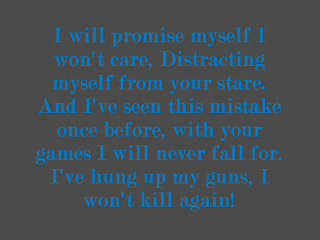 I will promise myself I
won't care, Distracting
myself from your stare.
And I've seen this mistake
once before, with your
games I will never fall for.
I've hung up my guns, I
won't kill again!